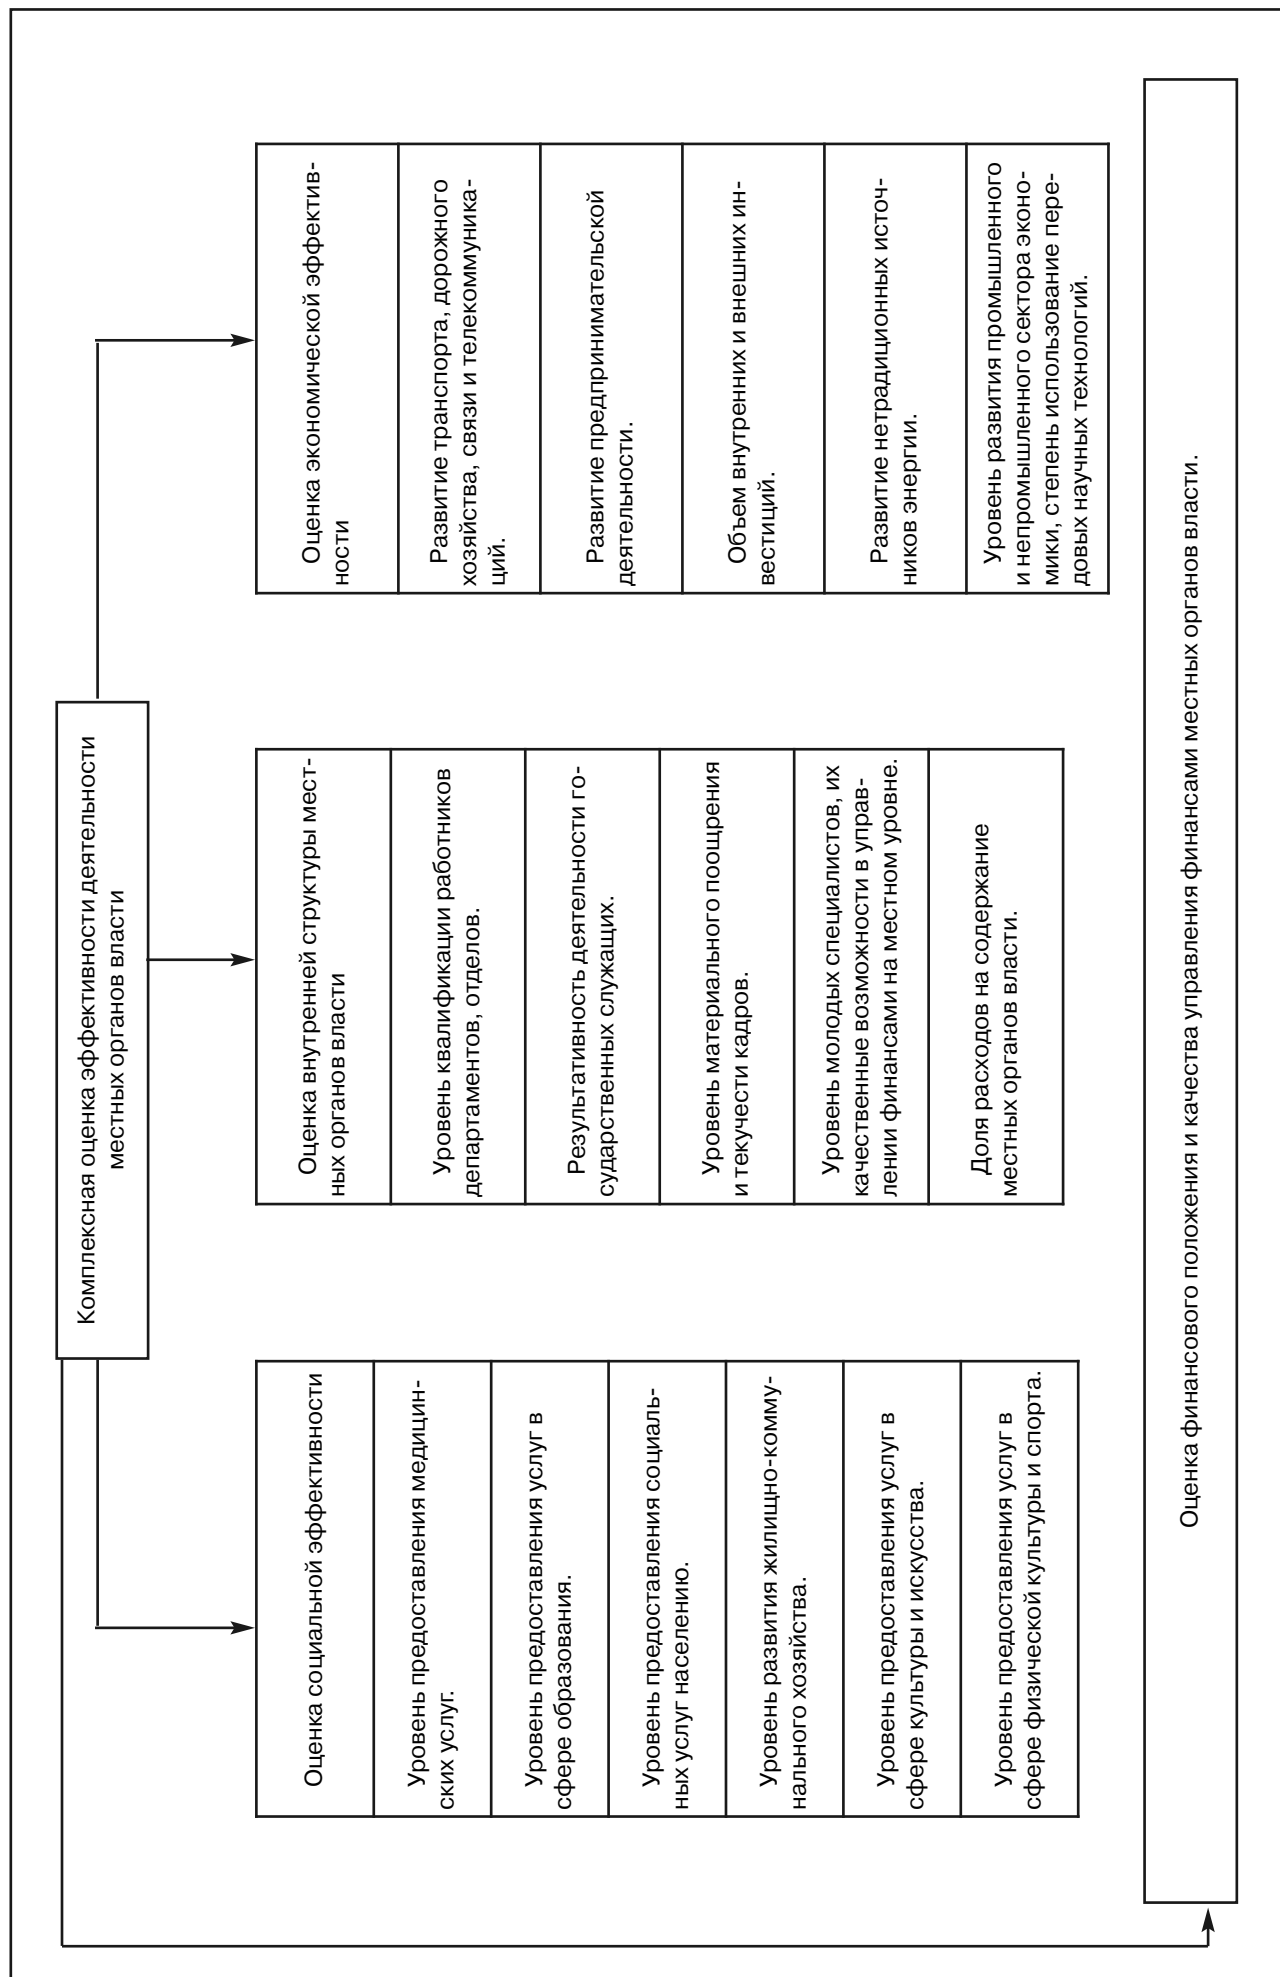 Комплексная оценка эффективности деятельности
местных органов власти
Оценка социальной эффективности
Уровень предоставления медицин-
ских услуг.
Уровень предоставления услуг в
сфере образования.
Уровень предоставления социаль-
ных услуг населению.
Уровень развития жилищно-комму-
нального хозяйства.
Уровень предоставления услуг в
сфере культуры и искусства.
Уровень предоставления услуг в
сфере физической культуры и спорта.
Оценка внутренней структуры мест-
ных органов власти
Уровень квалификации работников
департаментов, отделов.
Результативность деятельности го-
сударственных служащих.
Уровень материального поощрения
и текучести кадров.
Уровень молодых специалистов, их
качественные возможности в управ-
лении финансами на местном уровне.
Доля расходов на содержание
местных органов власти.
Оценка экономической эффектив-
ности
Развитие транспорта, дорожного
хозяйства, связи и телекоммуника-
ций.
Развитие предпринимательской
деятельности.
Объем внутренних и внешних ин-
вестиций.
Развитие нетрадиционных источ-
ников энергии.
Уровень развития промышленного
и непромышленного сектора эконо-
мики, степень использование пере-
довых научных технологий.
Оценка финансового положения и качества управления финансами местных органов власти.